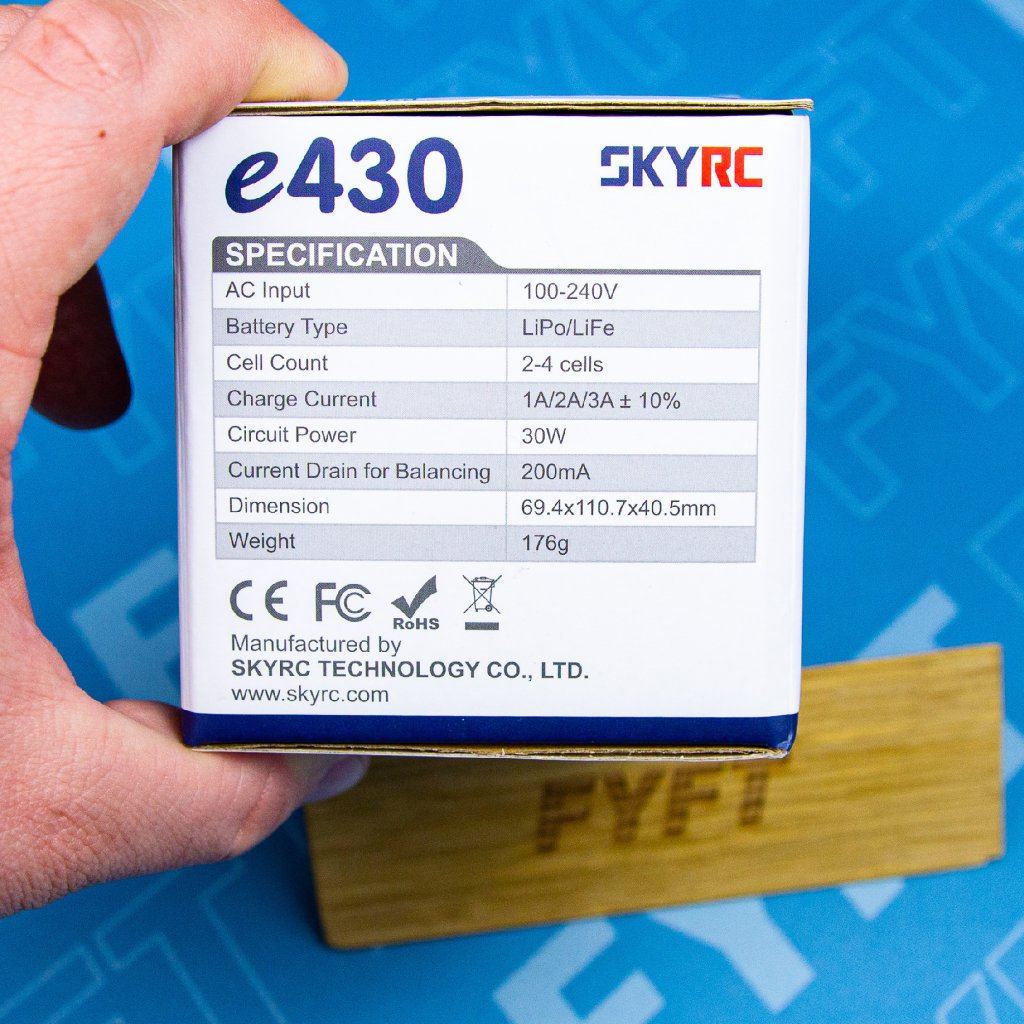 e430 SKYRC
SPECIFICATION
AC Input 100-240V
Battery Type LiPo/LiFe
Cell Count 2-4 cells
Charge Current 1A/2A/3A ± 10%
Circuit Power 30W
Current Drain for Balancing 200mA
Dimension 69.4x110.7x40.5mm
Weight 176g
CE FC RoHS
Manufactured by
SKYRC TECHNOLOGY CO., LTD.
www.skyrc.com
FYFT